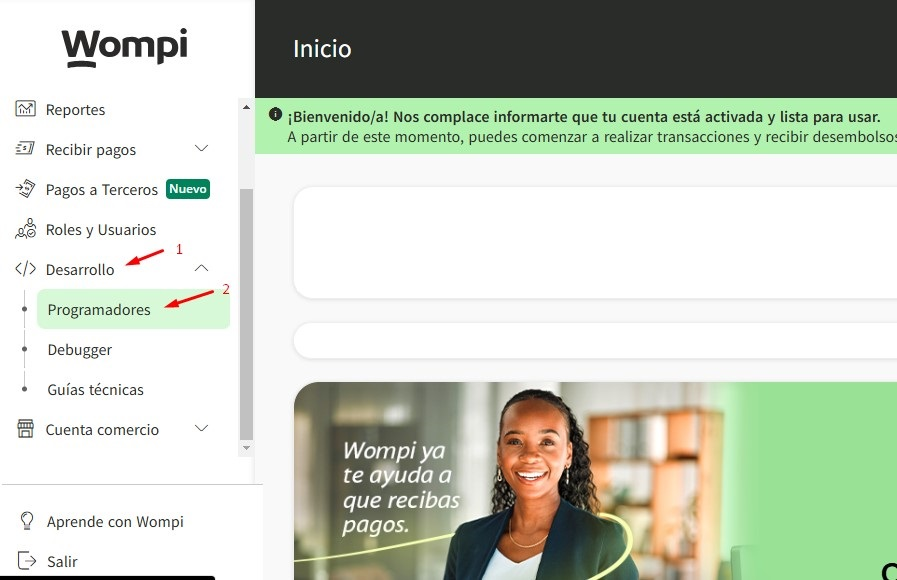 Wompi
Inicio
Reportes
Recibir pagos
Pagos a Terceros Nuevo
Roles y Usuarios
1
Desarrollo
2
Programadores
Debugger
Guías técnicas
Cuenta comercio
Aprende con Wompi
Salir
¡Bienvenido/a! Nos complace informarte que tu cuenta está activada y lista para usar.
A partir de este momento, puedes comenzar a realizar transacciones y recibir desembolsos
Wompi ya
te ayuda a
que recibas
pagos.